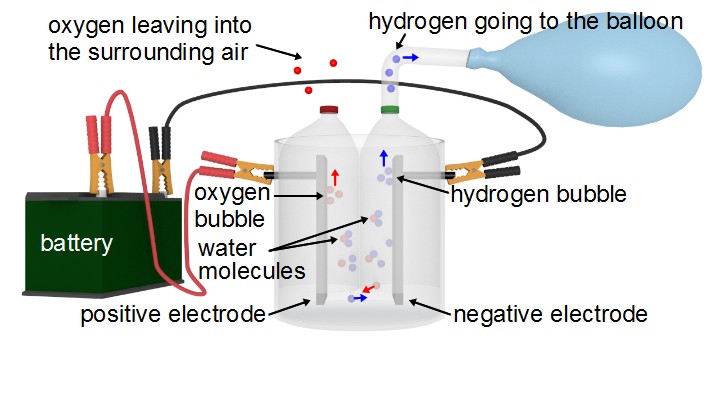 oxygen leaving into
the surrounding air
hydrogen going to the balloon
oxygen
bubble
hydrogen bubble
battery
water
molecules
positive electrode
negative electrode